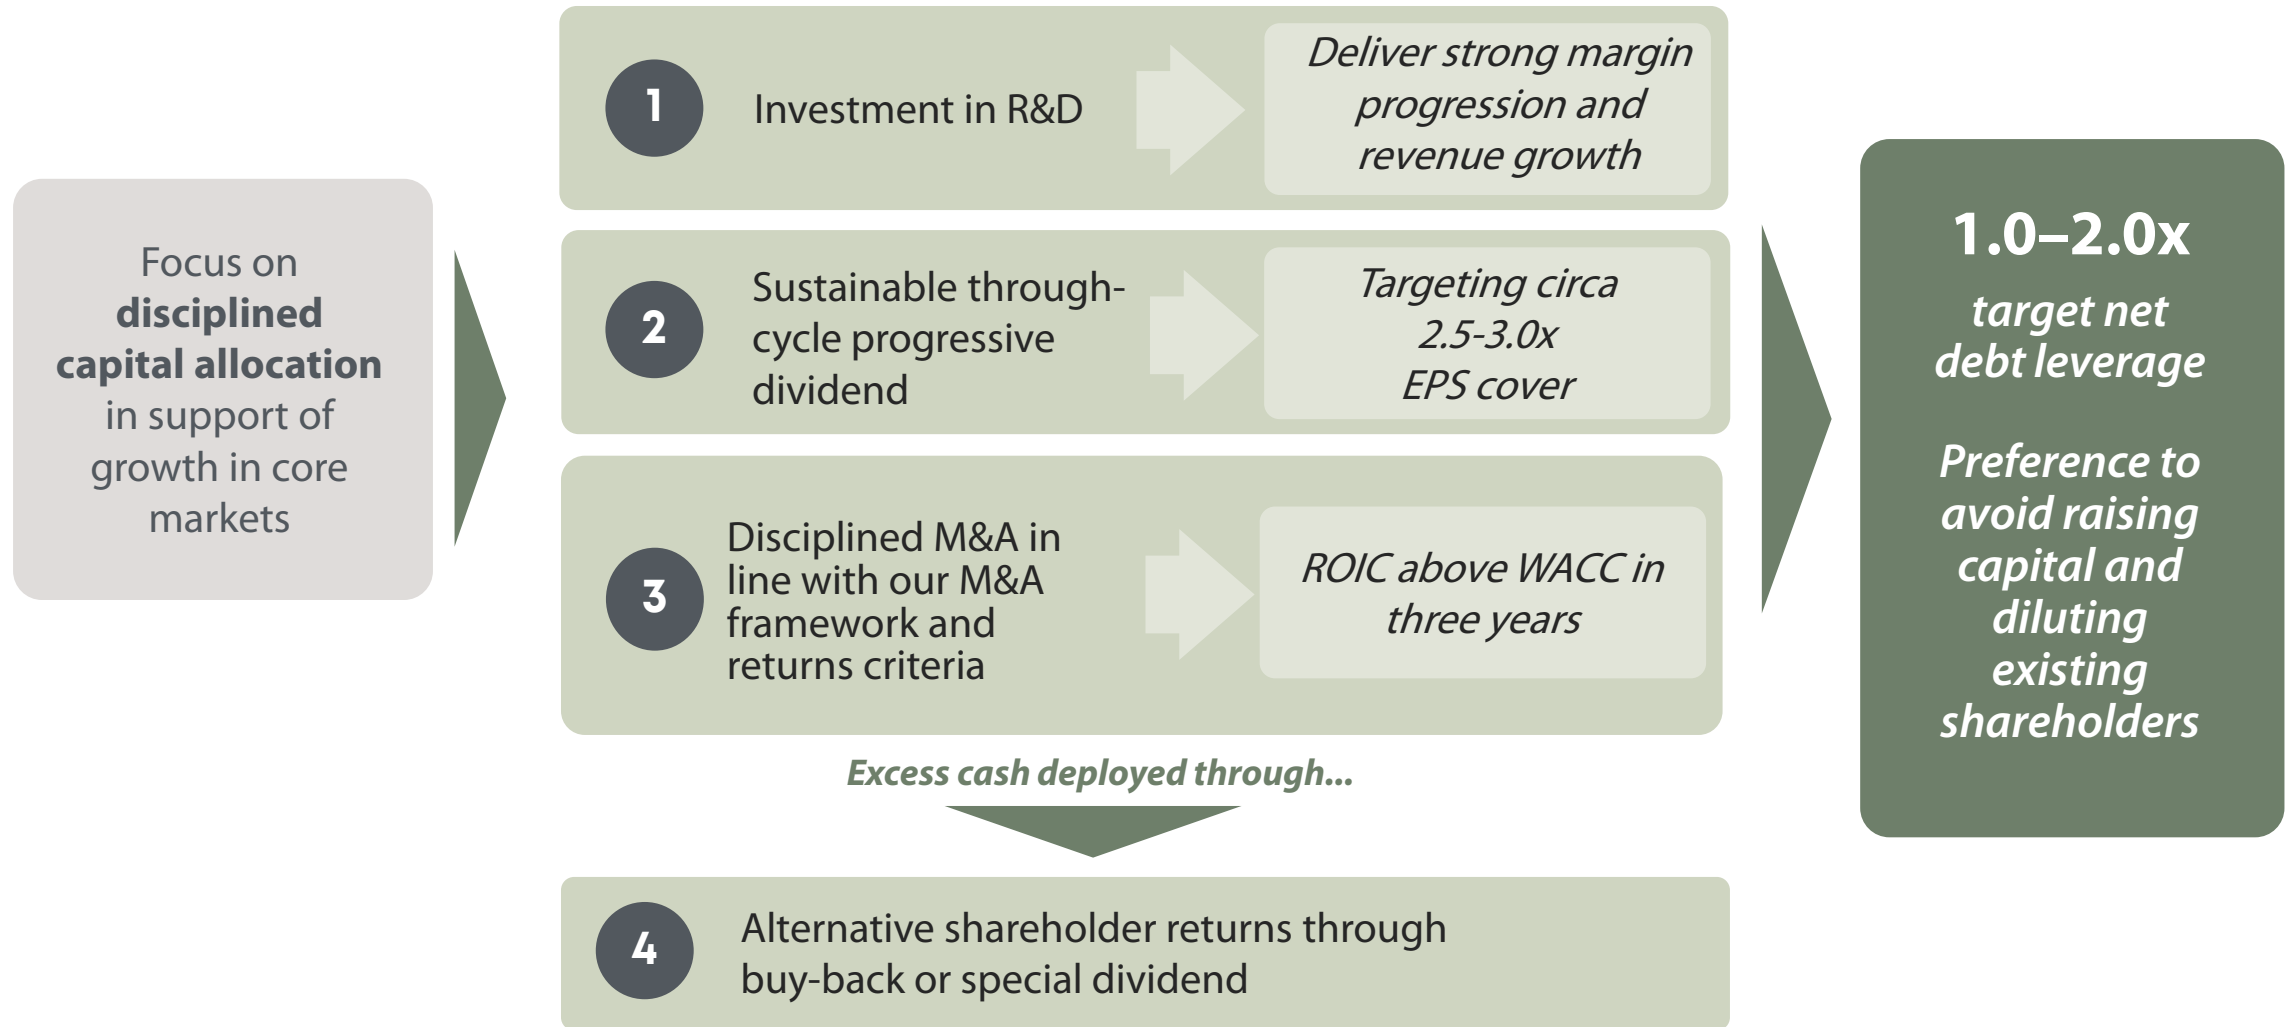 Focus on
disciplined
capital allocation
in support of
growth in core
markets
1
Investment in R&D
Deliver strong margin
progression and
revenue growth
2
Sustainable through-
cycle progressive
dividend
Targeting circa
2.5-3.0x
EPS cover
3
Disciplined M&A in
line with our M&A
framework and
returns criteria
ROIC above WACC in
three years
Excess cash deployed through...
4
Alternative shareholder returns through
buy-back or special dividend
1.0–2.0x
target net
debt leverage
Preference to
avoid raising
capital and
diluting
existing
shareholders